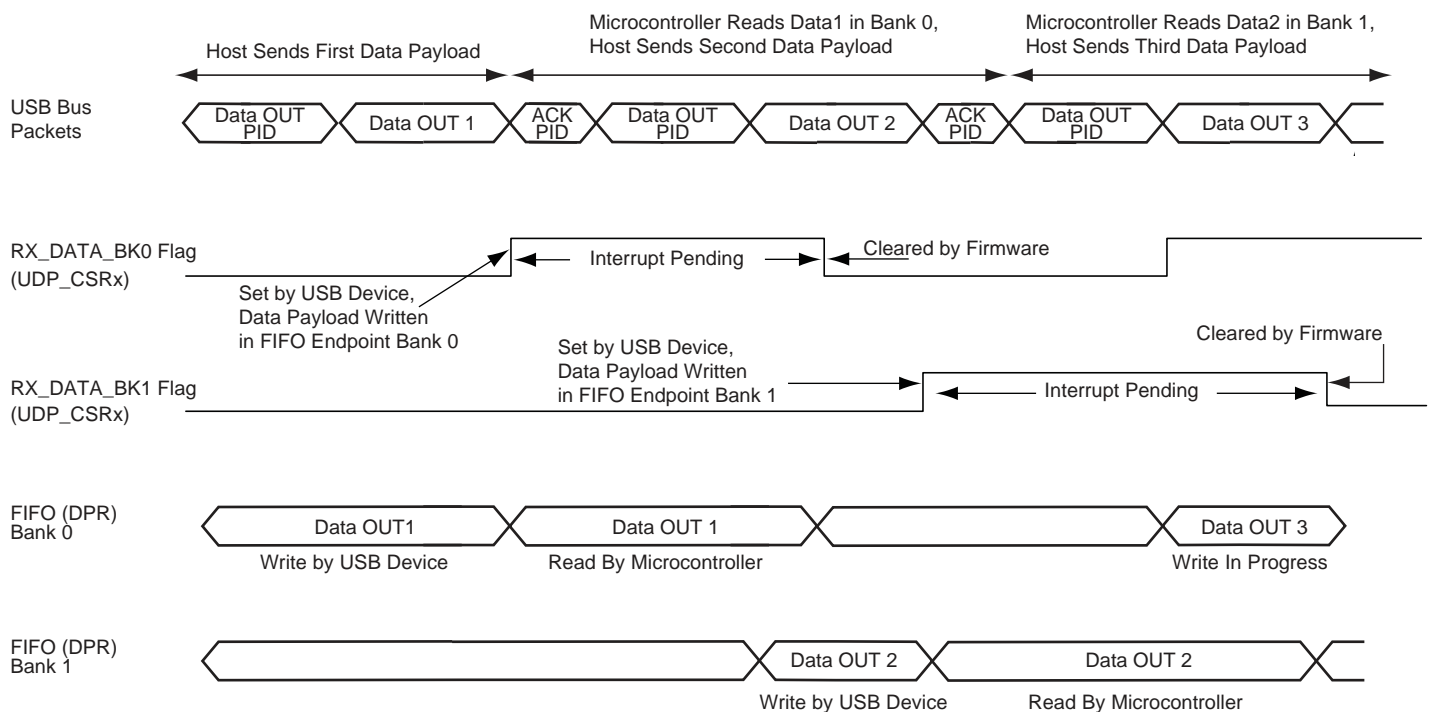 Host Sends First Data Payload
Microcontroller Reads Data1 in Bank 0,
Host Sends Second Data Payload
Microcontroller Reads Data2 in Bank 1,
Host Sends Third Data Payload
USB Bus
Packets
Data OUT
PID
Data OUT 1
ACK
PID
Data OUT
PID
Data OUT 2
ACK
PID
Data OUT
PID
Data OUT 3
RX_DATA_BK0 Flag
(UDP_CSRx)
Interrupt Pending
Cleared by Firmware
Set by USB Device,
Data Payload Written
in FIFO Endpoint Bank 0
RX_DATA_BK1 Flag
(UDP_CSRx)
Set by USB Device,
Data Payload Written
in FIFO Endpoint Bank 1
Interrupt Pending
Cleared by Firmware
FIFO (DPR)
Bank 0
Data OUT1
Data OUT 1
Data OUT 3
Write by USB Device
Read By Microcontroller
Write In Progress
FIFO (DPR)
Bank 1
Data OUT 2
Data OUT 2
Write by USB Device
Read By Microcontroller